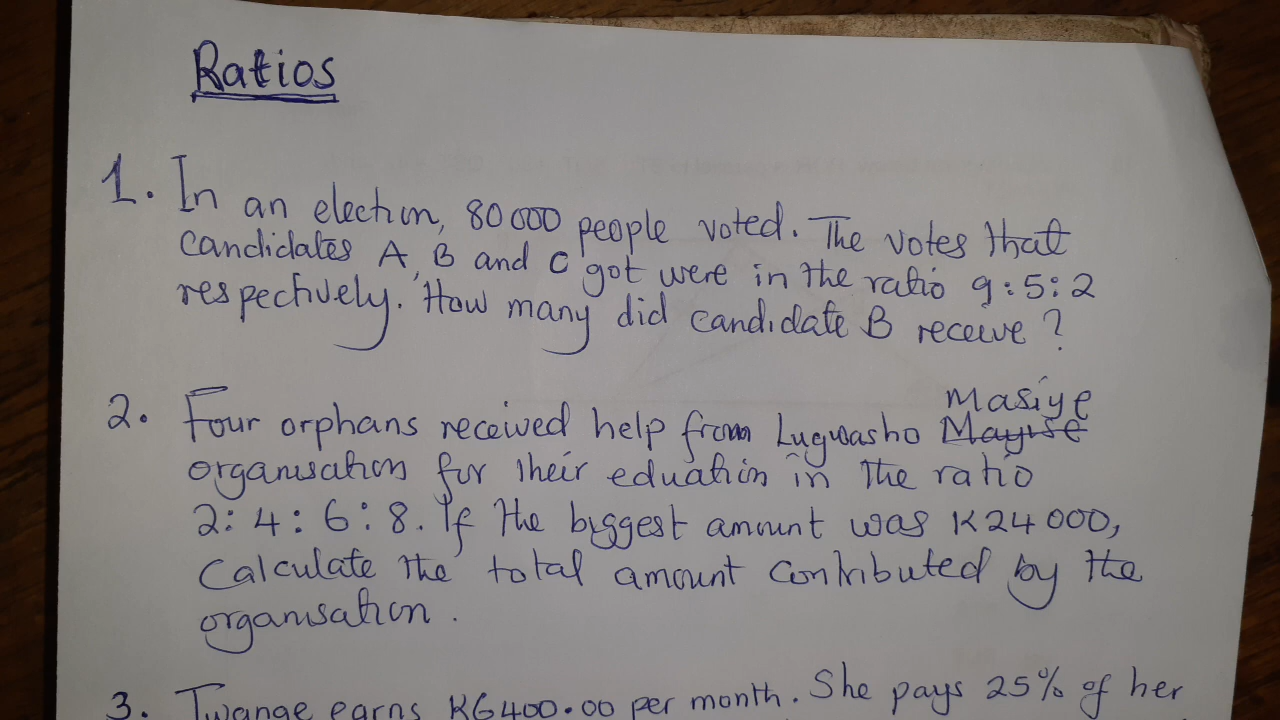 Ratios
1. In an election, 80 000 people voted. The votes that
candidates A, B and C got were in the ratio 9:5:2
respectively. How many did candidate B receive?
Masiye
2. Four orphans received help from Lugwasho Mayise
organisation for their eduation in the ratio
2:4:6:8. If the biggest amount was K24 000,
Calculate the total amount contributed by the
organisation.
3. Twange earns K6400.00 per month. She pays 25% of her